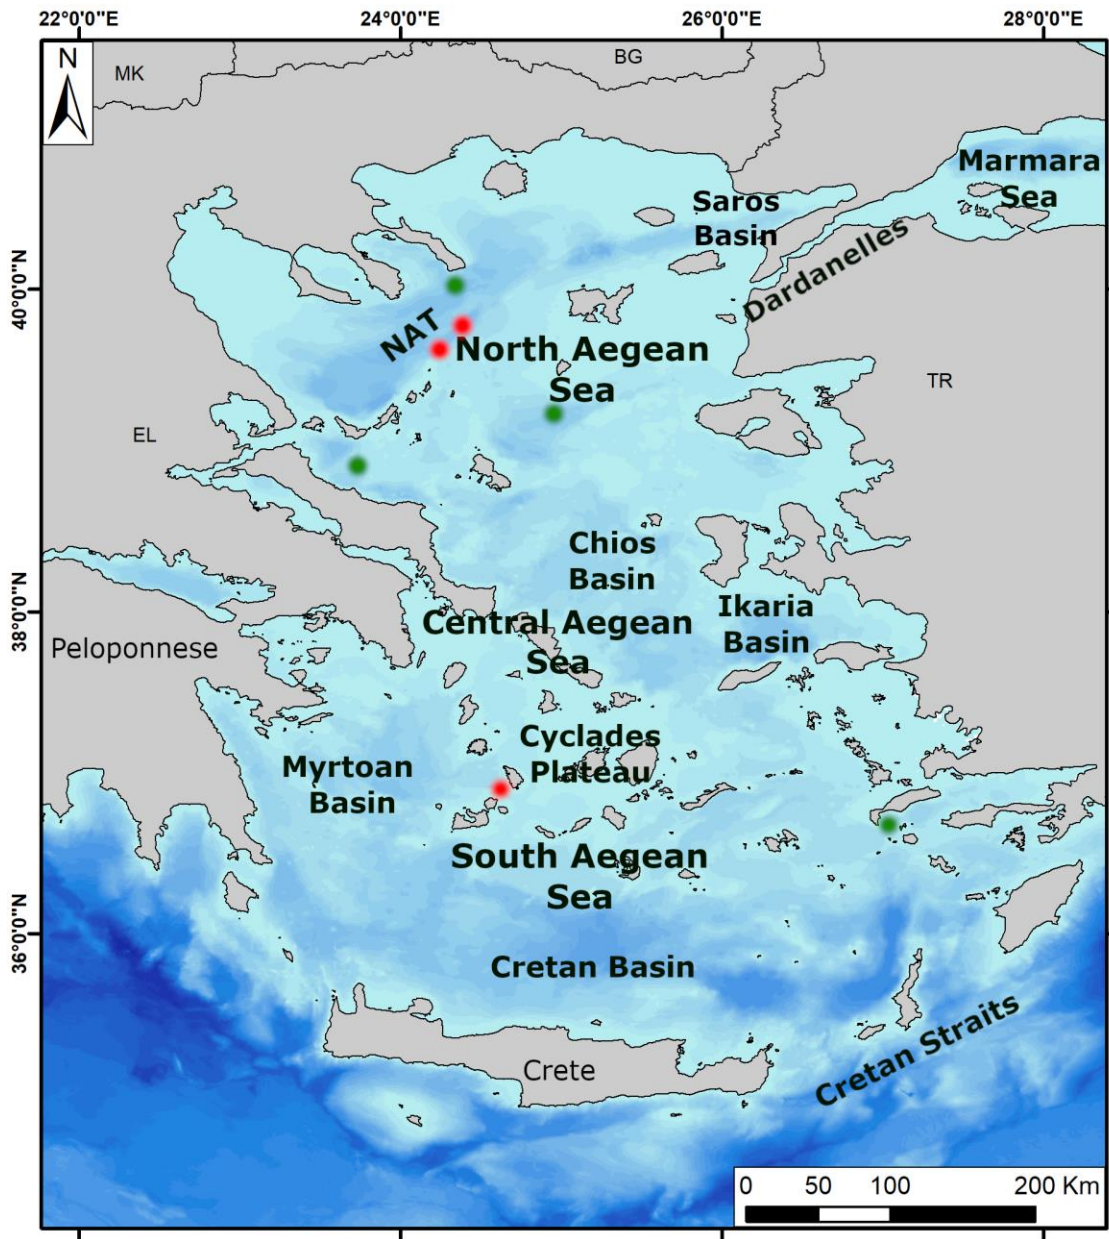 22°0'0"E
24°0'0"E
26°0'0"E
28°0'0"E
N
MK
BG
Marmara
Sea
Saros
Basin
Dardanelles
40°0'0"N
NAT
North Aegean
Sea
TR
EL
Chios
Basin
Ikaria
Basin
38°0'0"N
Central Aegean
Sea
Peloponnese
Cyclades
Plateau
Myrtoan
Basin
South Aegean
Sea
36°0'0"N
Cretan Basin
Cretan Straits
Crete
0 50 100 200 Km